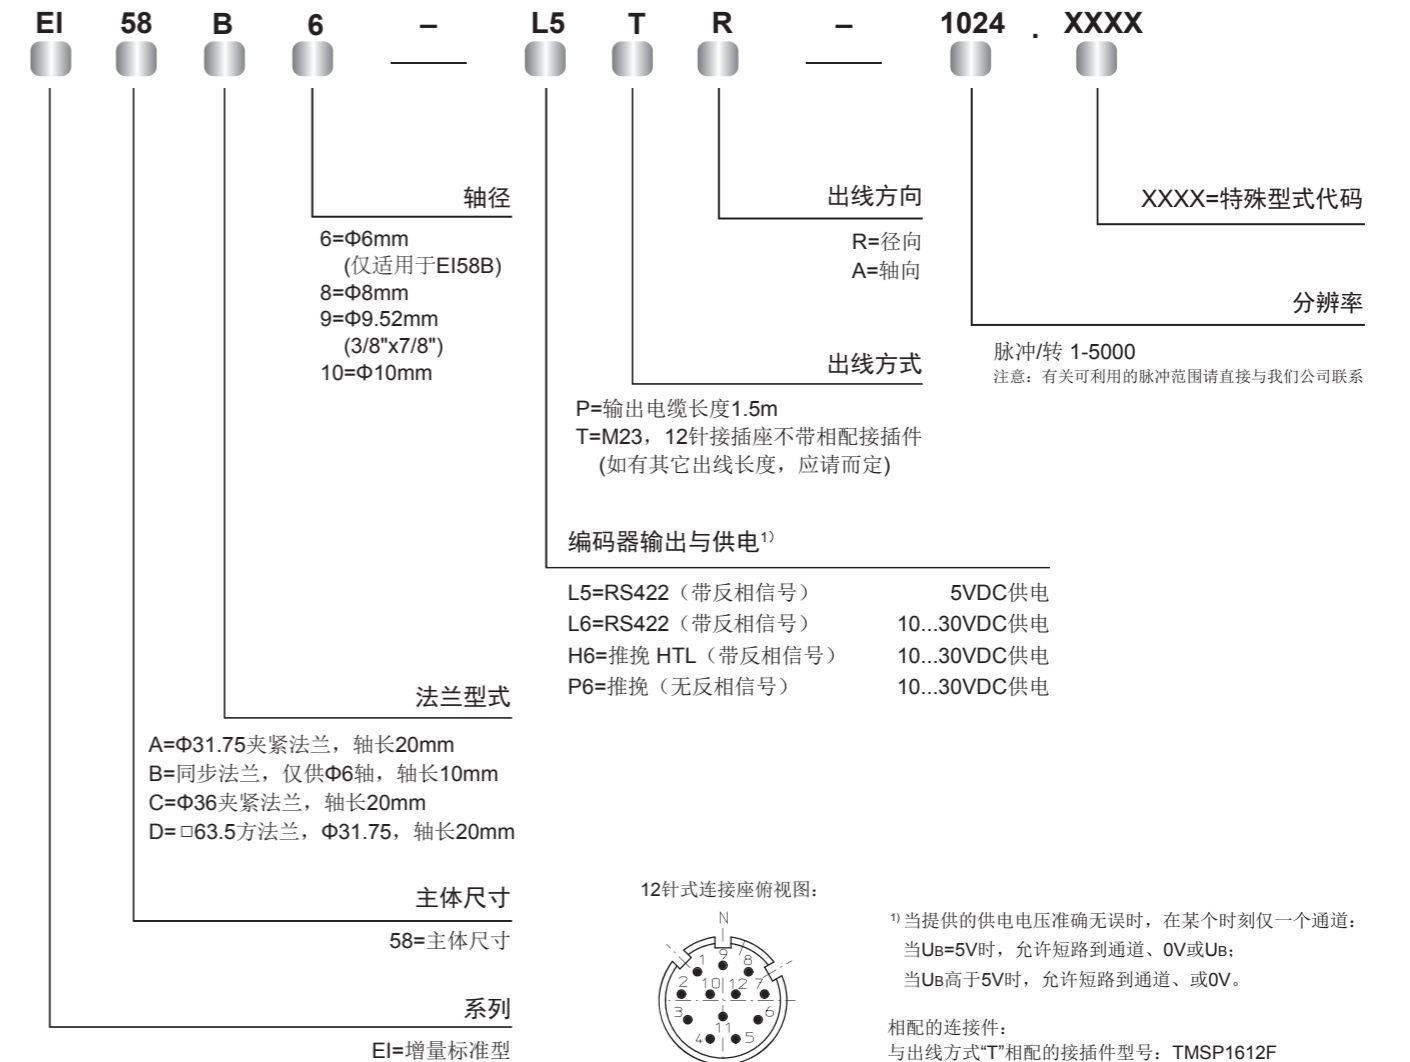 EI 58 B 6 – L5 T R – 1024 . XXXX
轴径
6=Φ6mm
(仅适用于EI58B)
8=Φ8mm
9=Φ9.52mm
(3/8"x7/8")
10=Φ10mm
出线方向
R=径向
A=轴向
XXXX=特殊型式代码
分辨率
脉冲/转 1-5000
注意：有关可利用的脉冲范围请直接与我们公司联系
出线方式
P=输出电缆长度1.5m
T=M23，12针接插座不带相配接插件
(如有其它出线长度，应请而定)
编码器输出与供电¹⁾
L5=RS422（带反相信号） 5VDC供电
L6=RS422（带反相信号） 10...30VDC供电
H6=推挽 HTL（带反相信号） 10...30VDC供电
P6=推挽（无反相信号） 10...30VDC供电
法兰型式
A=Φ31.75夹紧法兰，轴长20mm
B=同步法兰，仅供Φ6轴，轴长10mm
C=Φ36夹紧法兰，轴长20mm
D=□63.5方法兰，Φ31.75，轴长20mm
主体尺寸
58=主体尺寸
系列
EI=增量标准型
12针式连接座俯视图：
N
1 9 8
2 10 12 7
3 6
11
4 5
¹⁾ 当提供的供电电压准确无误时，在某个时刻仅一个通道：
当UB=5V时，允许短路到通道、0V或UB；
当UB高于5V时，允许短路到通道、或0V。
相配的连接件：
与出线方式“T”相配的接插件型号：TMSP1612F